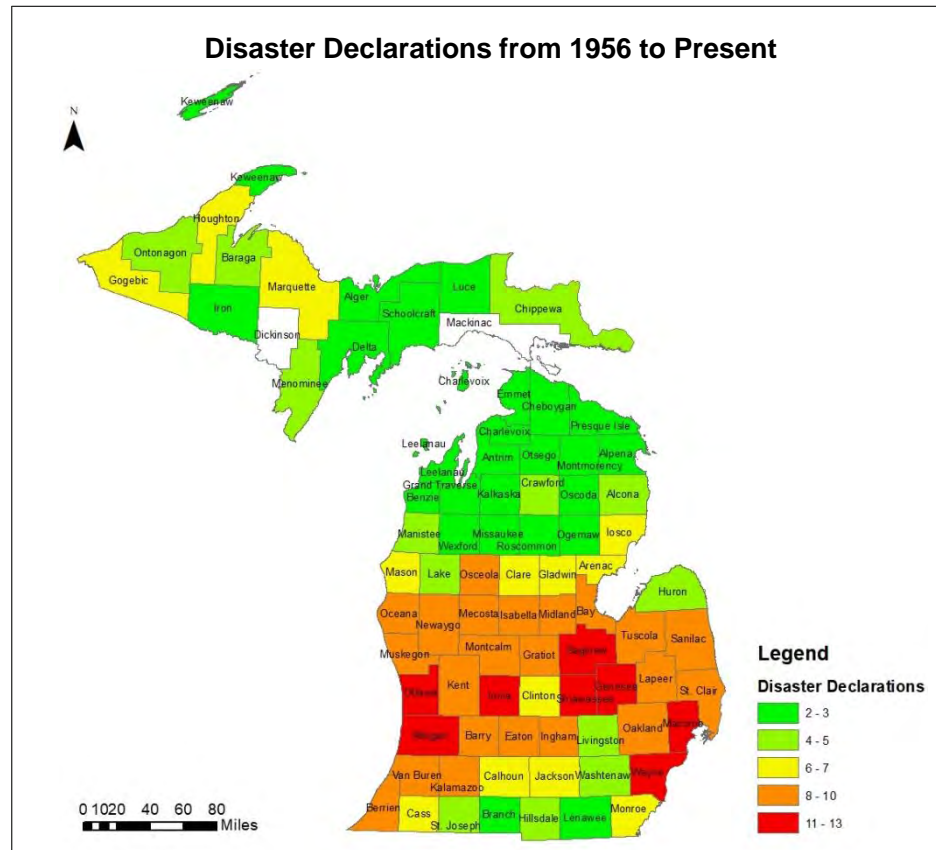 Disaster Declarations from 1956 to Present
Keweenaw
N
Keweenaw
Houghton
Ontonagon
Baraga
Gogebic
Marquette
Iron
Alger
Luce
Schoolcraft
Chippewa
Mackinac
Dickinson
Delta
Menominee
Charlevoix
Emmet
Cheboygan
Charlevoix
Presque Isle
Leelanau
Antrim
Otsego
Alpena
Montmorency
Leelanau
Grand Traverse
Benzie
Kalkaska
Crawford
Oscoda
Alcona
Manistee
Wexford
Missaukee
Roscommon
Ogemaw
Iosco
Mason
Lake
Osceola
Clare
Gladwin
Arenac
Huron
Oceana
Newaygo
Mecosta
Isabella
Midland
Bay
Tuscola
Sanilac
Muskegon
Montcalm
Gratiot
Saginaw
Ottawa
Kent
Ionia
Clinton
Shiawassee
Genesee
Lapeer
St. Clair
Allegan
Barry
Eaton
Ingham
Livingston
Oakland
Macomb
Van Buren
Kalamazoo
Calhoun
Jackson
Washtenaw
Wayne
Berrien
Cass
St. Joseph
Branch
Hillsdale
Lenawee
Monroe
Legend
Disaster Declarations
2 - 3
4 - 5
6 - 7
8 - 10
11 - 13
0 10 20 40 60 80
Miles